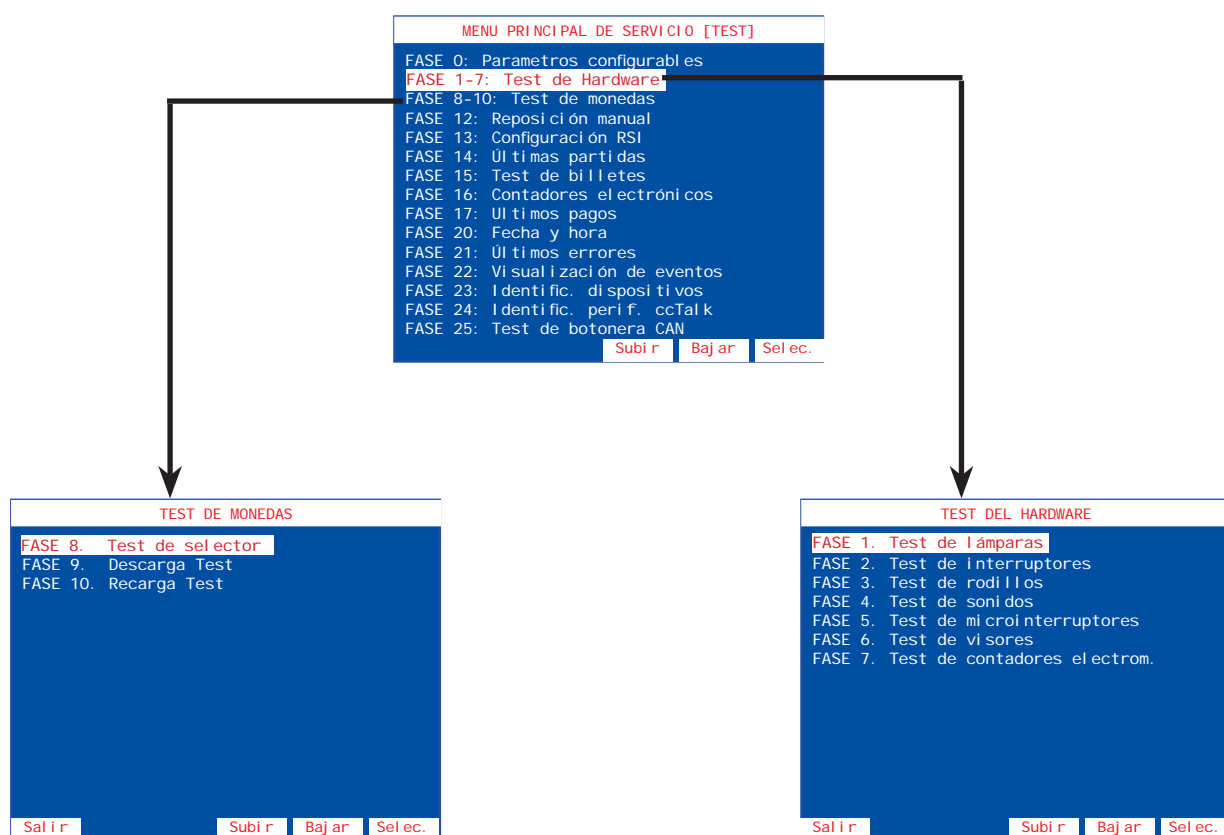 MENU PRINCIPAL DE SERVICIO [TEST]
FASE 0: Parametros configurables
FASE 1-7: Test de Hardware
FASE 8-10: Test de monedas
FASE 12: Reposición manual
FASE 13: Configuración RSI
FASE 14: Últimas partidas
FASE 15: Test de billetes
FASE 16: Contadores electrónicos
FASE 17: Ultimos pagos
FASE 20: Fecha y hora
FASE 21: Últimos errores
FASE 22: Visualización de eventos
FASE 23: Identific. dispositivos
FASE 24: Identific. perif. ccTalk
FASE 25: Test de botonera CAN
Subir Bajar Selec.
TEST DE MONEDAS
FASE 8. Test de selector
FASE 9. Descarga Test
FASE 10. Recarga Test
Salir Subir Bajar Selec.
TEST DEL HARDWARE
FASE 1. Test de lámparas
FASE 2. Test de interruptores
FASE 3. Test de rodillos
FASE 4. Test de sonidos
FASE 5. Test de microinterruptores
FASE 6. Test de visores
FASE 7. Test de contadores electrom.
Salir Subir Bajar Selec.